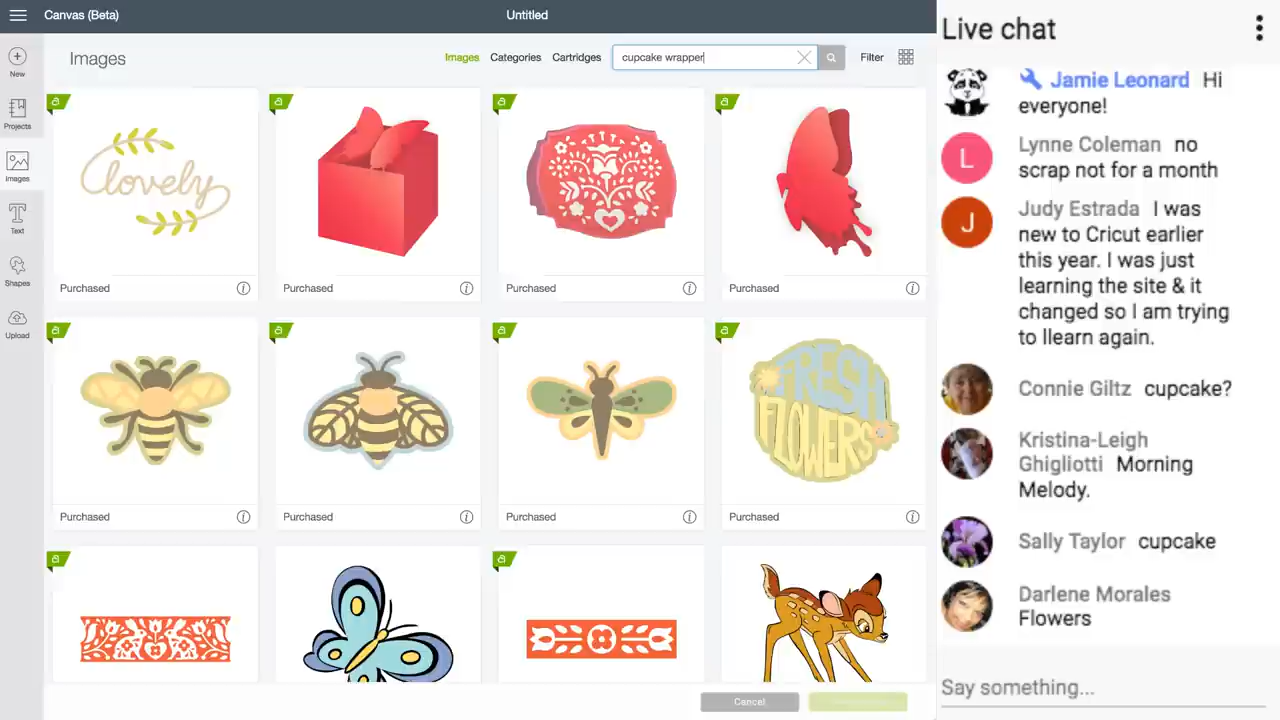 Canvas (Beta)
Untitled
New
Projects
Images
Text
Shapes
Upload
Images
Images
Categories
Cartridges
cupcake wrapper
Filter
lovely
Purchased
Purchased
Purchased
Purchased
FRESH
FLOWERS
Purchased
Purchased
Purchased
Purchased
Cancel
Live chat
Jamie Leonard Hi
everyone!
L
Lynne Coleman no
scrap not for a month
J
Judy Estrada I was
new to Cricut earlier
this year. I was just
learning the site & it
changed so I am trying
to llearn again.
Connie Giltz cupcake?
Kristina-Leigh
Ghigliotti Morning
Melody.
Sally Taylor cupcake
Darlene Morales
Flowers
Say something...